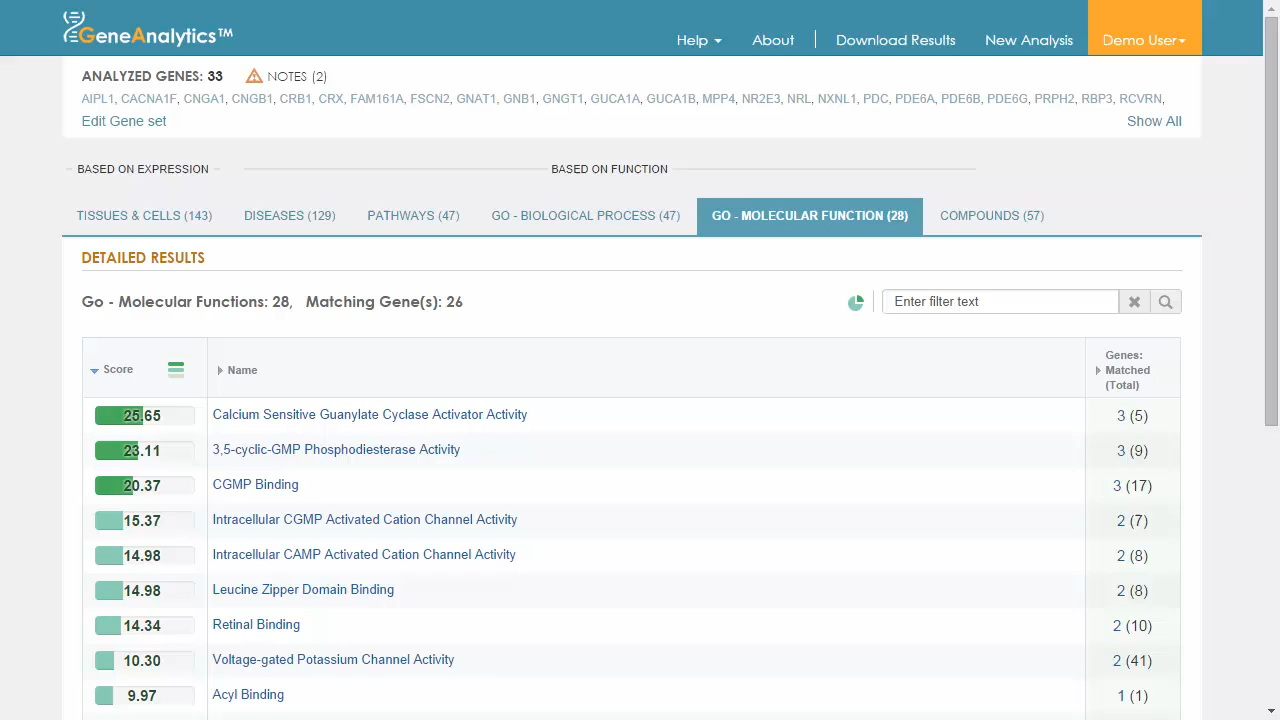 GeneAnalytics™
Help About Download Results New Analysis Demo User
ANALYZED GENES: 33 NOTES (2)
AIPL1, CACNA1F, CNGA1, CNGB1, CRB1, CRX, FAM161A, FSCN2, GNAT1, GNB1, GNGT1, GUCA1A, GUCA1B, MPP4, NR2E3, NRL, NXNL1, PDC, PDE6A, PDE6B, PDE6G, PRPH2, RBP3, RCVRN,
Edit Gene set Show All
BASED ON EXPRESSION BASED ON FUNCTION
TISSUES & CELLS (143) DISEASES (129) PATHWAYS (47) GO - BIOLOGICAL PROCESS (47) GO - MOLECULAR FUNCTION (28) COMPOUNDS (57)
DETAILED RESULTS
Go - Molecular Functions: 28, Matching Gene(s): 26 Enter filter text
Score Name Genes: Matched (Total)
25.65 Calcium Sensitive Guanylate Cyclase Activator Activity 3 (5)
23.11 3,5-cyclic-GMP Phosphodiesterase Activity 3 (9)
20.37 CGMP Binding 3 (17)
15.37 Intracellular CGMP Activated Cation Channel Activity 2 (7)
14.98 Intracellular CAMP Activated Cation Channel Activity 2 (8)
14.98 Leucine Zipper Domain Binding 2 (8)
14.34 Retinal Binding 2 (10)
10.30 Voltage-gated Potassium Channel Activity 2 (41)
9.97 Acyl Binding 1 (1)